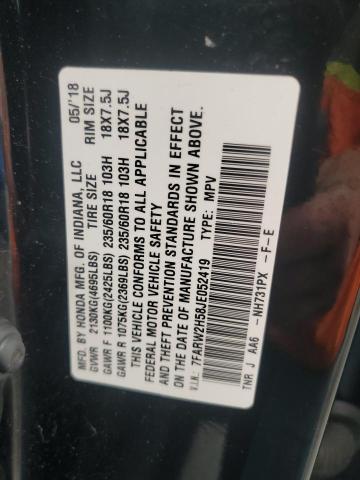 MFD. BY HONDA MFG. OF INDIANA, LLC 05/'18
GVWR 2130KG(4695LBS) TIRE SIZE RIM SIZE
GAWR F 1100KG(2425LBS) 235/60R18 103H 18X7.5J
GAWR R 1075KG(2369LBS) 235/60R18 103H 18X7.5J
THIS VEHICLE CONFORMS TO ALL APPLICABLE
FEDERAL MOTOR VEHICLE SAFETY
AND THEFT PREVENTION STANDARDS IN EFFECT
ON THE DATE OF MANUFACTURE SHOWN ABOVE.
V.I.N.: 7FARW2H58JE052419 TYPE: MPV
TNR J AA6 -NH731PX -F-E